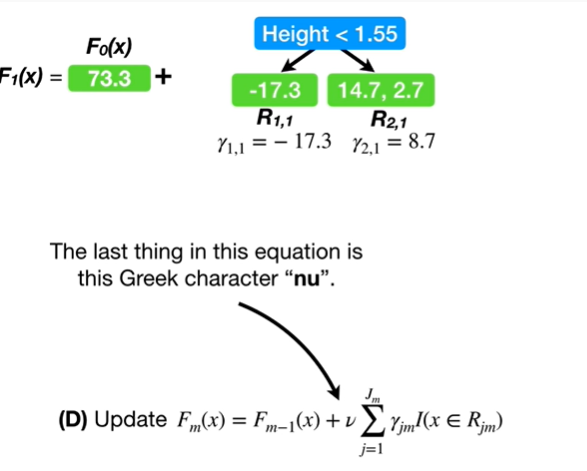 F₀(x)
Height < 1.55
F₁(x) = 73.3 +
-17.3 14.7, 2.7
R₁,₁ R₂,₁
γ₁,₁ = − 17.3 γ₂,₁ = 8.7
The last thing in this equation is
this Greek character “nu”.
(D) Update Fₘ(x) = Fₘ₋₁(x) + ν ∑_{j=1}^{Jₘ} γⱼₘI(x ∈ Rⱼₘ)